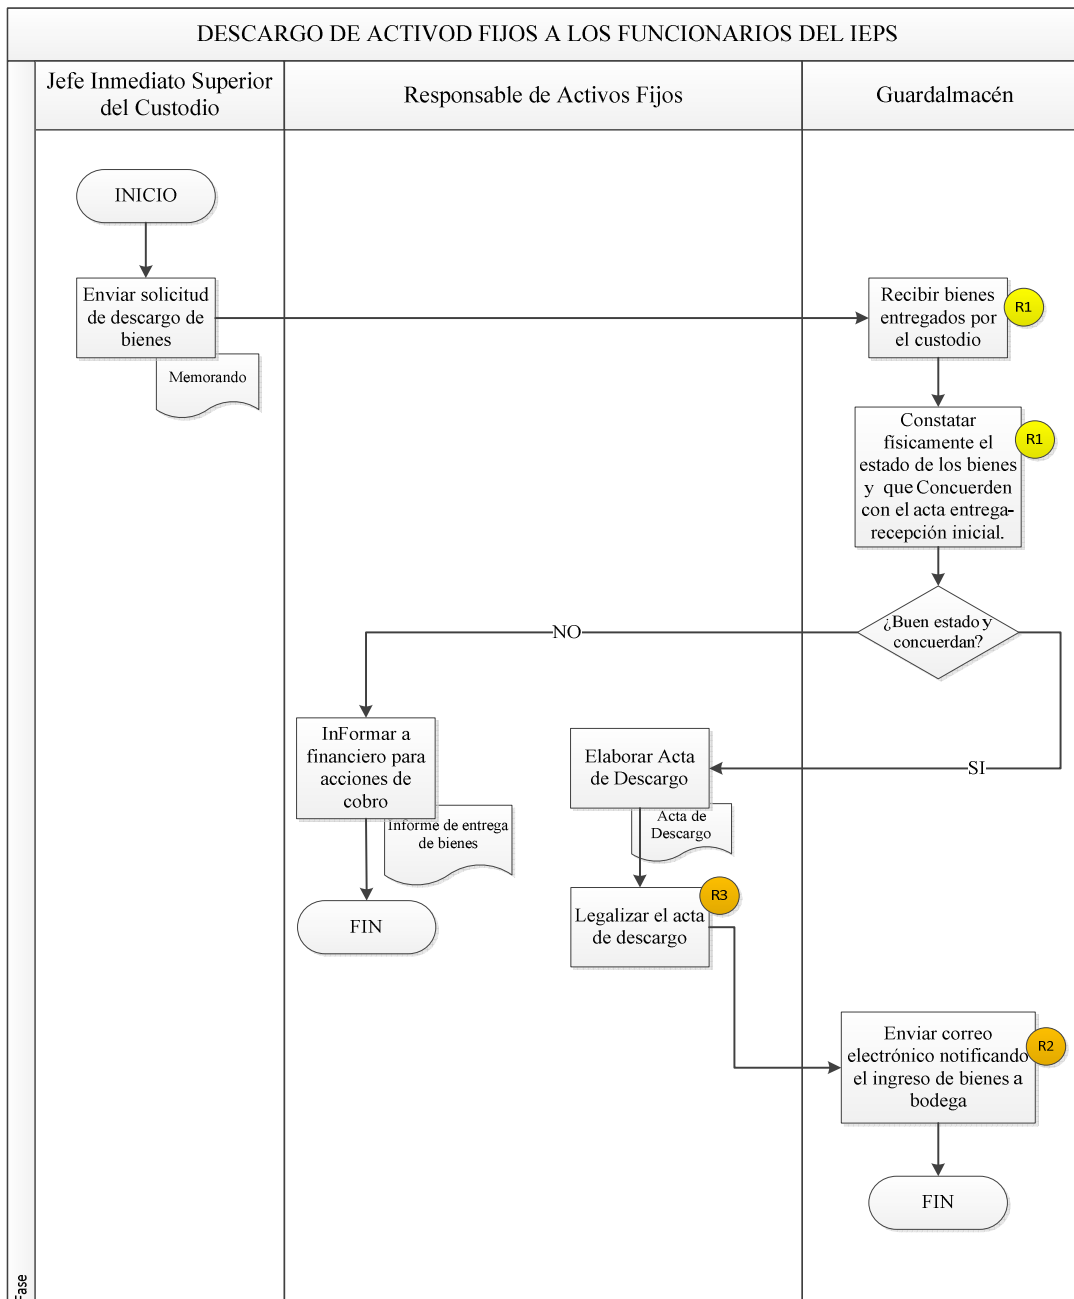 DESCARGO DE ACTIVOD FIJOS A LOS FUNCIONARIOS DEL IEPS
Jefe Inmediato Superior
del Custodio
Responsable de Activos Fijos
Guardalmacén
INICIO
Enviar solicitud
de descargo de
bienes
Memorando
Recibir bienes
entregados por
el custodio
R1
Constatar
físicamente el
estado de los bienes
y que Concuerden
con el acta entrega-
recepción inicial.
R1
¿Buen estado y
concuerdan?
NO
SI
InFormar a
financiero para
acciones de
cobro
Informe de entrega
de bienes
FIN
Elaborar Acta
de Descargo
Acta de
Descargo
Legalizar el acta
de descargo
R3
Enviar correo
electrónico notificando
el ingreso de bienes a
bodega
R2
FIN
Fase